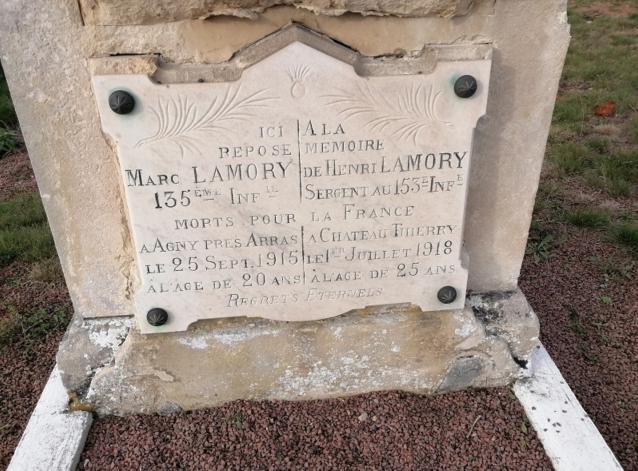 ICI
REPOSE
MARC LAMORY
135ÈME INFIE
A LA
MEMOIRE
DE HENRI LAMORY
SERGENT AU 153E INFE
MORTS POUR LA FRANCE
A AGNY PRES ARRAS
LE 25 SEPT. 1915
A L'AGE DE 20 ANS
A CHATEAU THIERRY
LE 1ER JUILLET 1918
À L'AGE DE 25 ANS
REGRETS ETERNELS